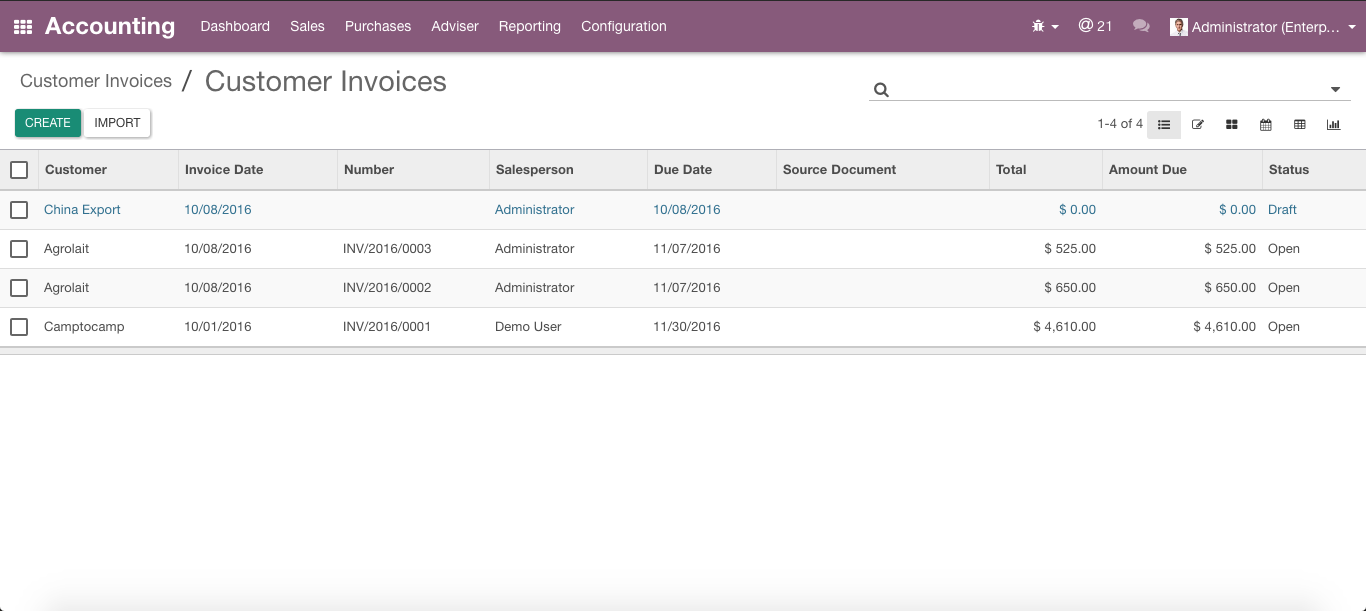 Accounting Dashboard Sales Purchases Adviser Reporting Configuration @ 21 Administrator (Enterp...
Customer Invoices / Customer Invoices
CREATE IMPORT
1-4 of 4
Customer Invoice Date Number Salesperson Due Date Source Document Total Amount Due Status
China Export 10/08/2016 Administrator 10/08/2016 $ 0.00 $ 0.00 Draft
Agrolait 10/08/2016 INV/2016/0003 Administrator 11/07/2016 $ 525.00 $ 525.00 Open
Agrolait 10/08/2016 INV/2016/0002 Administrator 11/07/2016 $ 650.00 $ 650.00 Open
Camptocamp 10/01/2016 INV/2016/0001 Demo User 11/30/2016 $ 4,610.00 $ 4,610.00 Open